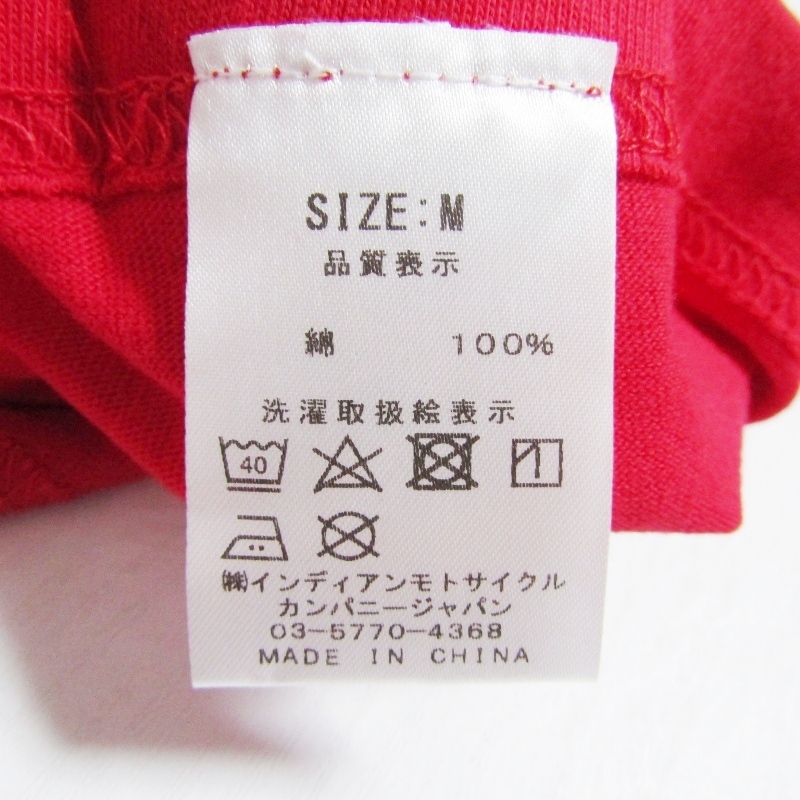 SIZE:M
品質表示
綿 100%
洗濯取扱絵表示
40
㈱インディアンモトサイクル
カンパニージャパン
03-5770-4368
MADE IN CHINA